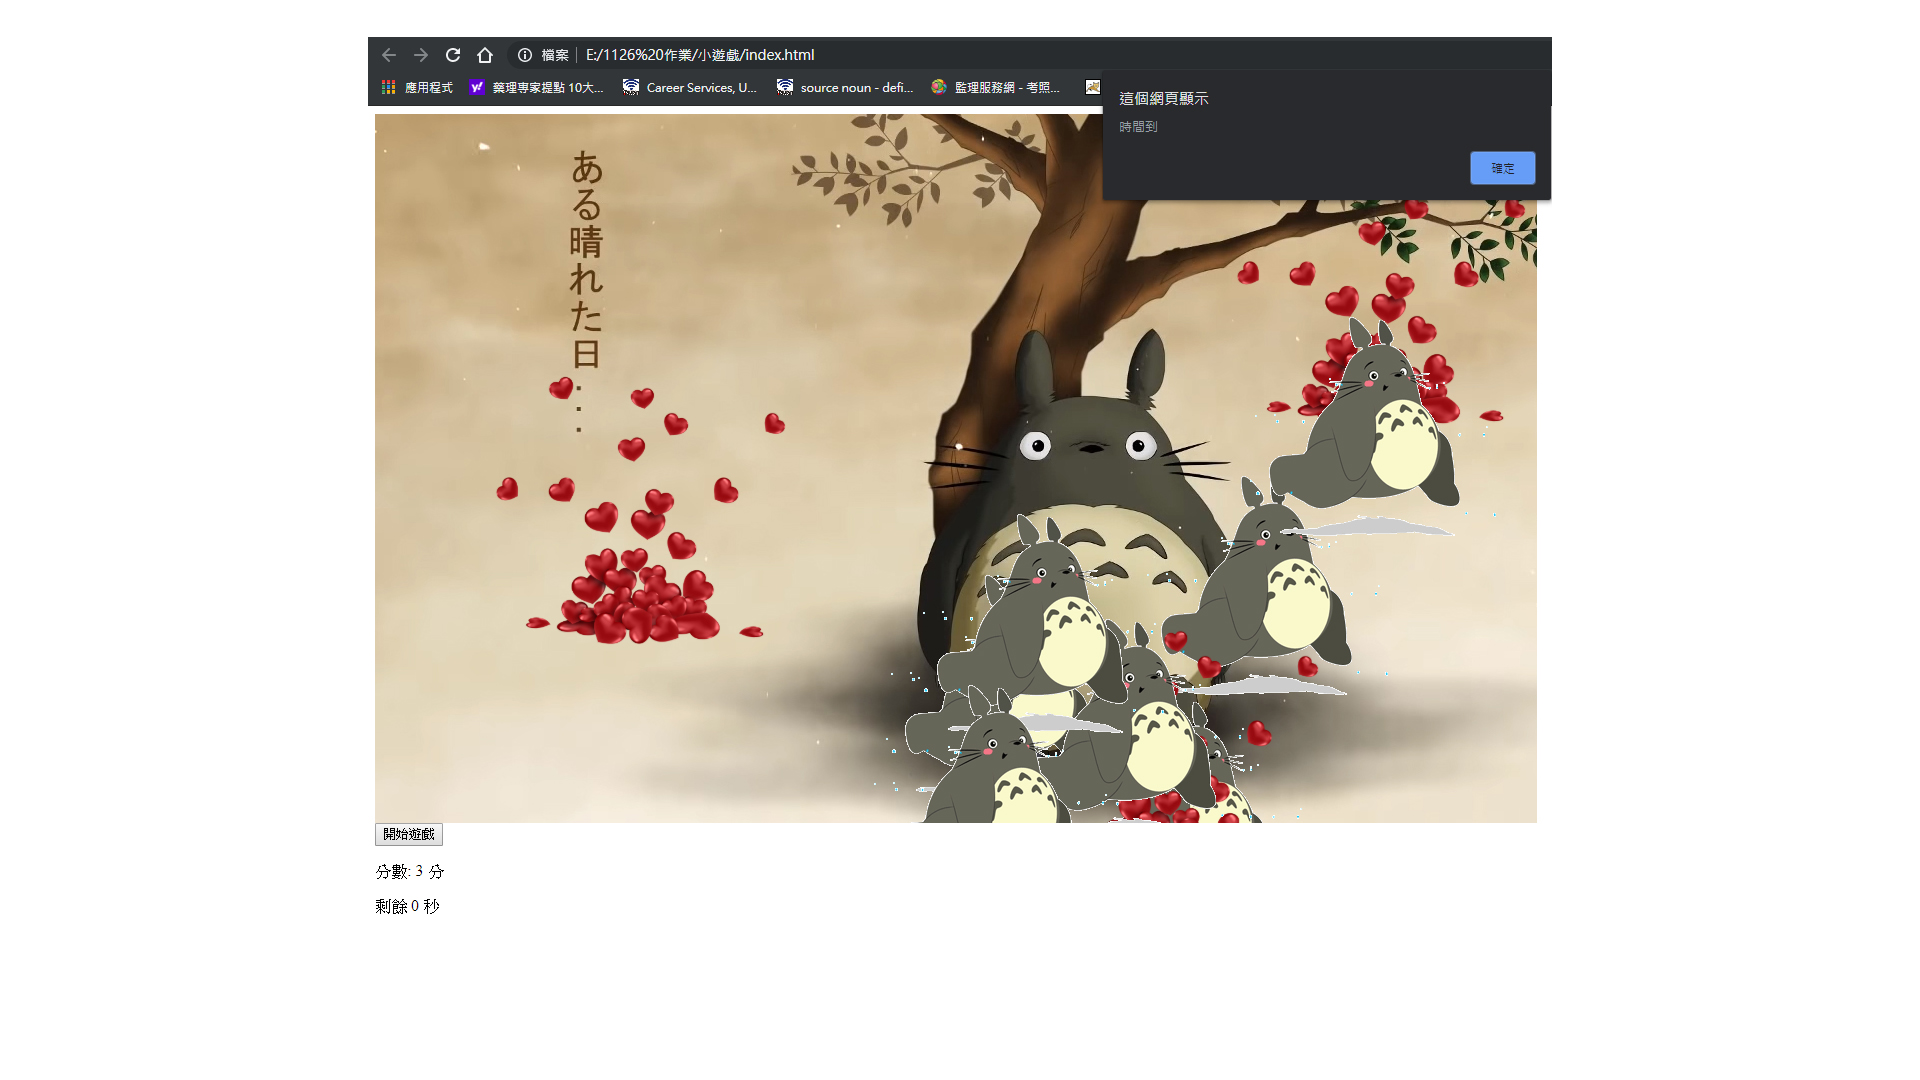 檔案 | E:/1126%20作業/小遊戲/index.html
應用程式 藥理專家提點 10大... Career Services, U... source noun - defi... 監理服務網 - 考照...
這個網頁顯示
時間到
確定
ある晴れた日...
開始遊戲
分數: 3 分
剩餘 0 秒